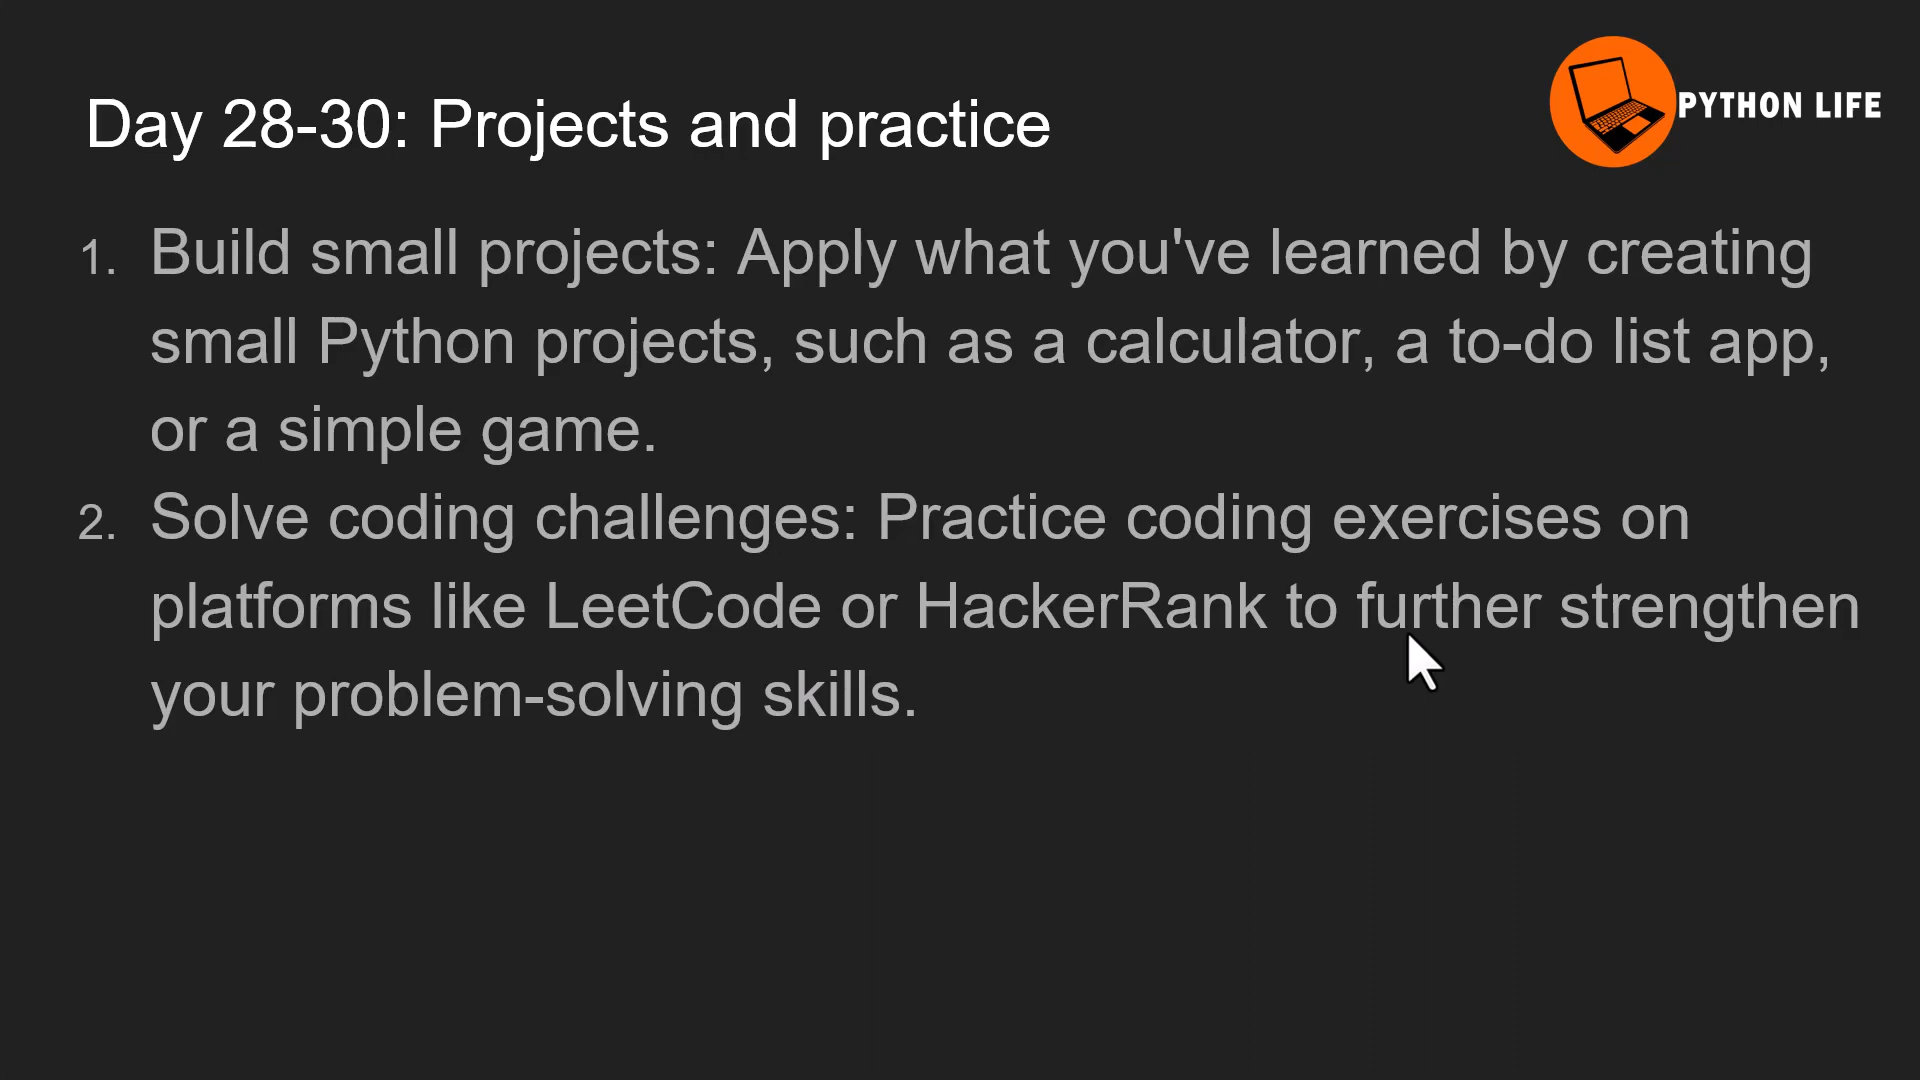 Day 28-30: Projects and practice
PYTHON LIFE
1. Build small projects: Apply what you've learned by creating
small Python projects, such as a calculator, a to-do list app,
or a simple game.
2. Solve coding challenges: Practice coding exercises on
platforms like LeetCode or HackerRank to further strengthen
your problem-solving skills.